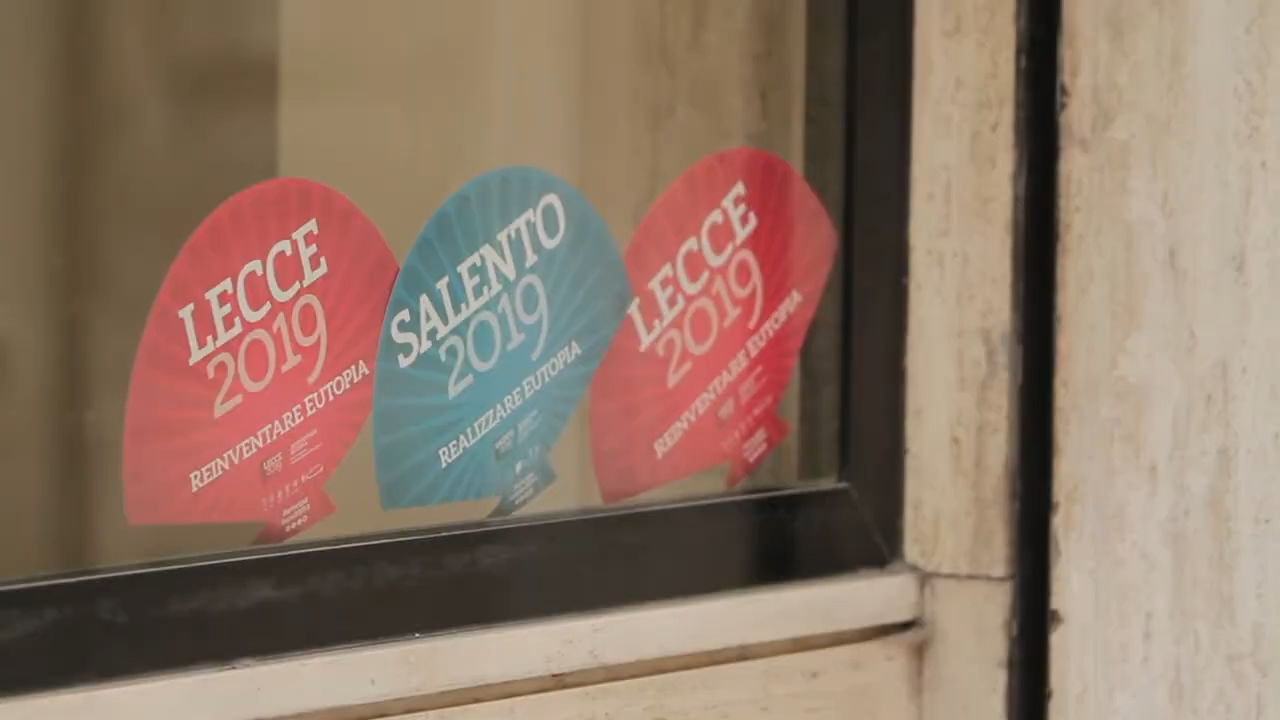 LECCE
2019
REINVENTARE EUTOPIA
SALENTO
2019
REALIZZARE EUTOPIA
LECCE
2019
REINVENTARE EUTOPIA